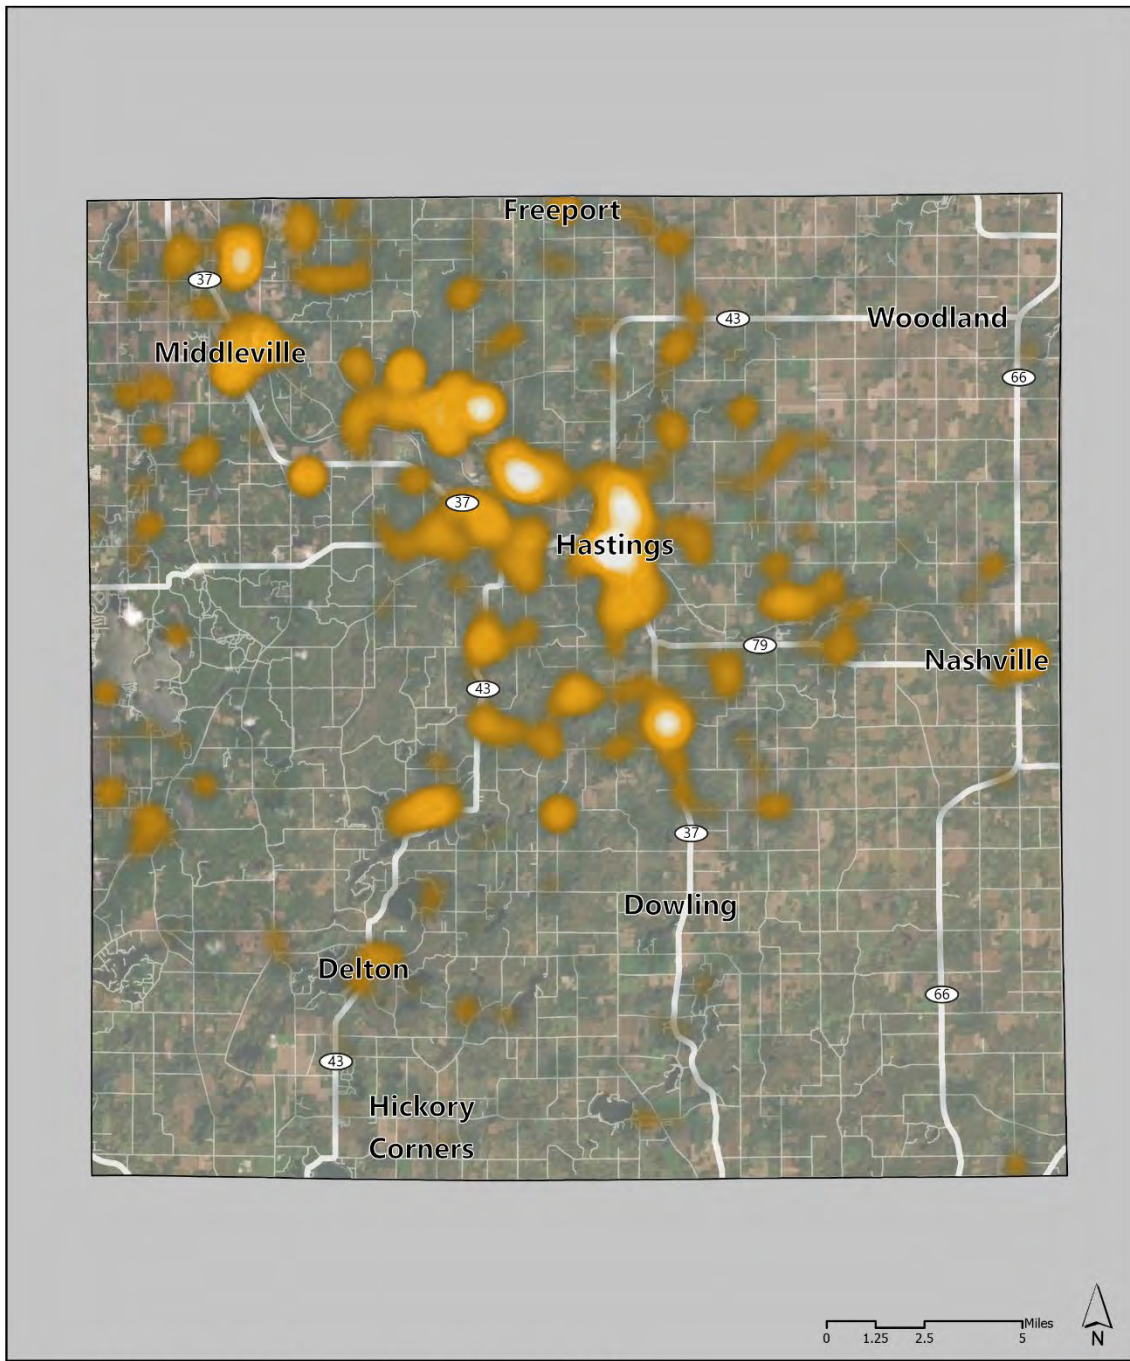 Freeport
37
43
Woodland
Middleville
66
37
Hastings
79
Nashville
43
37
Dowling
Delton
66
43
Hickory
Corners
Miles
0 1.25 2.5 5
N